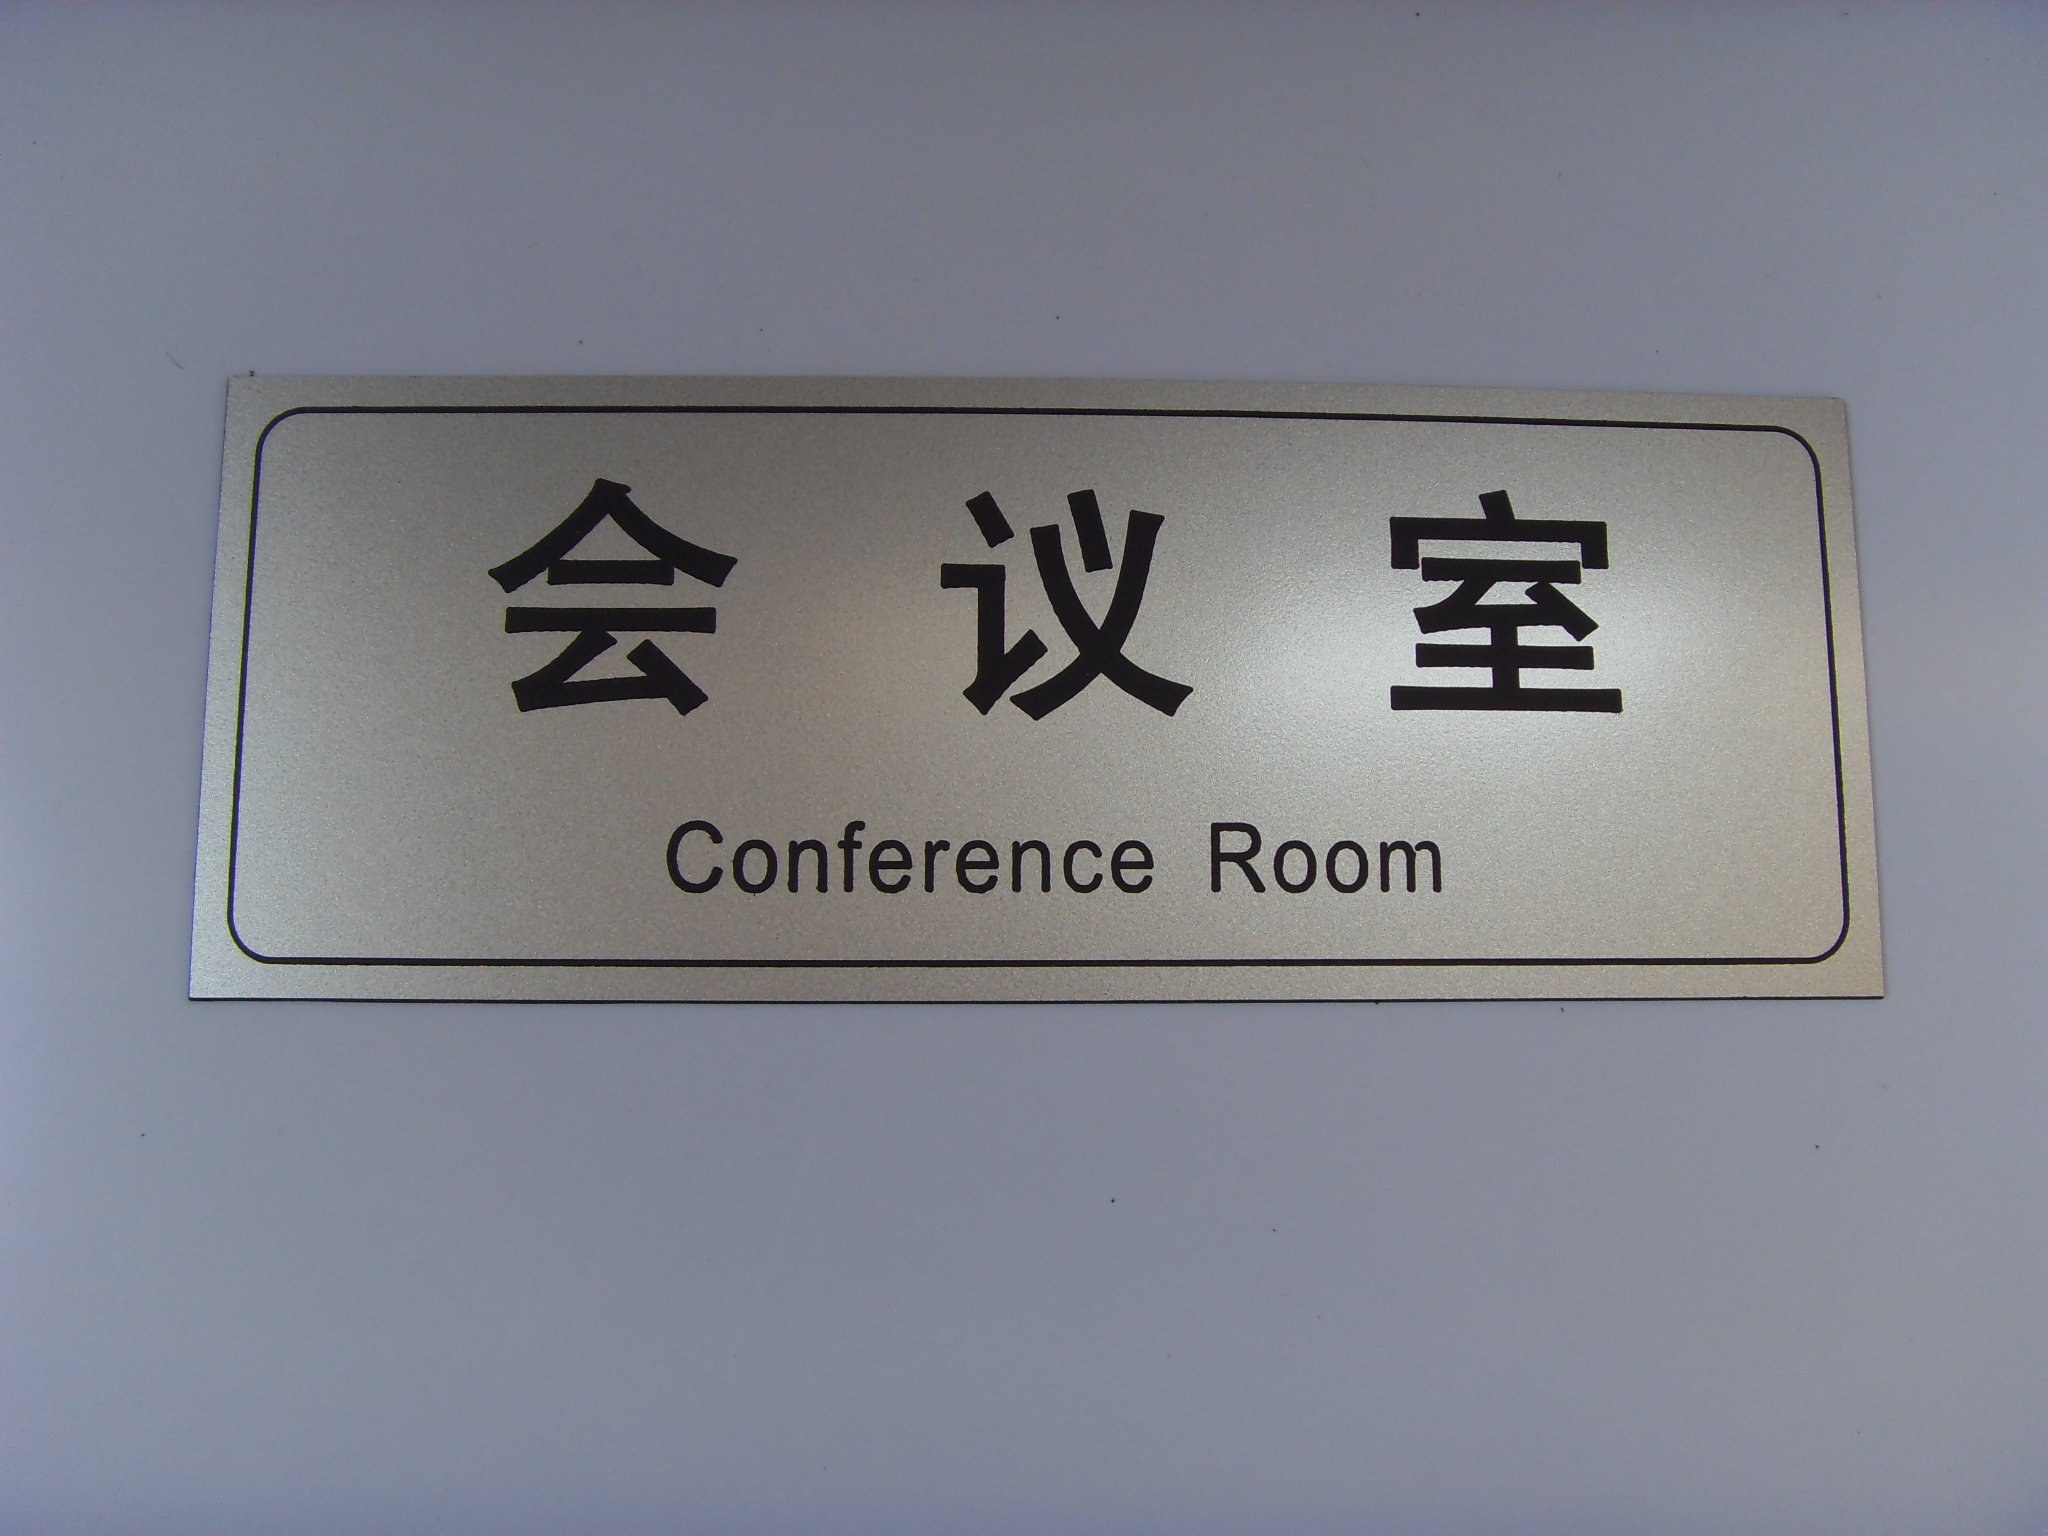 会议室
Conference Room